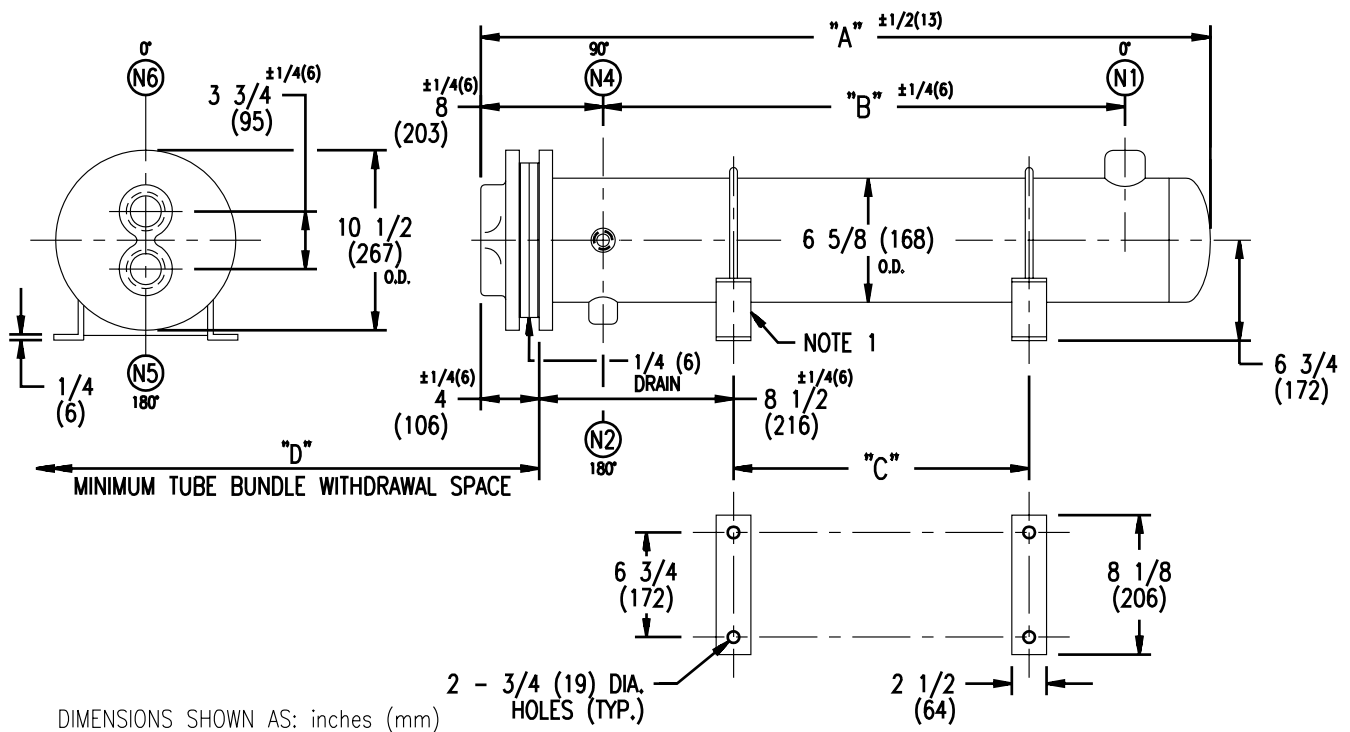 "A" ±1/2(13)
0°
N6
90°
N4
0°
N1
±1/4(6)
3 3/4
(95)
±1/4(6)
8
(203)
"B" ±1/4(6)
10 1/2
(267)
O.D.
6 5/8 (168)
O.D.
NOTE 1
1/4 (6)
DRAIN
6 3/4
(172)
1/4
(6)
N5
180°
±1/4(6)
4
(106)
±1/4(6)
8 1/2
(216)
N2
180°
"D"
MINIMUM TUBE BUNDLE WITHDRAWAL SPACE
"C"
6 3/4
(172)
8 1/8
(206)
2 - 3/4 (19) DIA.
HOLES (TYP.)
2 1/2
(64)
DIMENSIONS SHOWN AS: inches (mm)